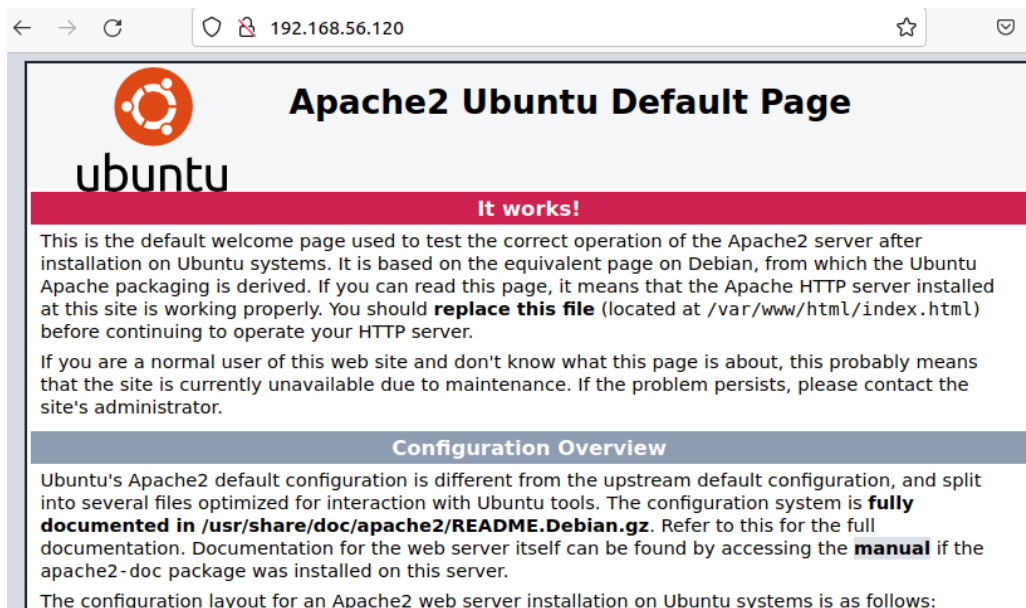 192.168.56.120
Apache2 Ubuntu Default Page
ubuntu
It works!
This is the default welcome page used to test the correct operation of the Apache2 server after
installation on Ubuntu systems. It is based on the equivalent page on Debian, from which the Ubuntu
Apache packaging is derived. If you can read this page, it means that the Apache HTTP server installed
at this site is working properly. You should replace this file (located at /var/www/html/index.html)
before continuing to operate your HTTP server.
If you are a normal user of this web site and don't know what this page is about, this probably means
that the site is currently unavailable due to maintenance. If the problem persists, please contact the
site's administrator.
Configuration Overview
Ubuntu's Apache2 default configuration is different from the upstream default configuration, and split
into several files optimized for interaction with Ubuntu tools. The configuration system is fully
documented in /usr/share/doc/apache2/README.Debian.gz. Refer to this for the full
documentation. Documentation for the web server itself can be found by accessing the manual if the
apache2-doc package was installed on this server.
The configuration layout for an Apache2 web server installation on Ubuntu systems is as follows: